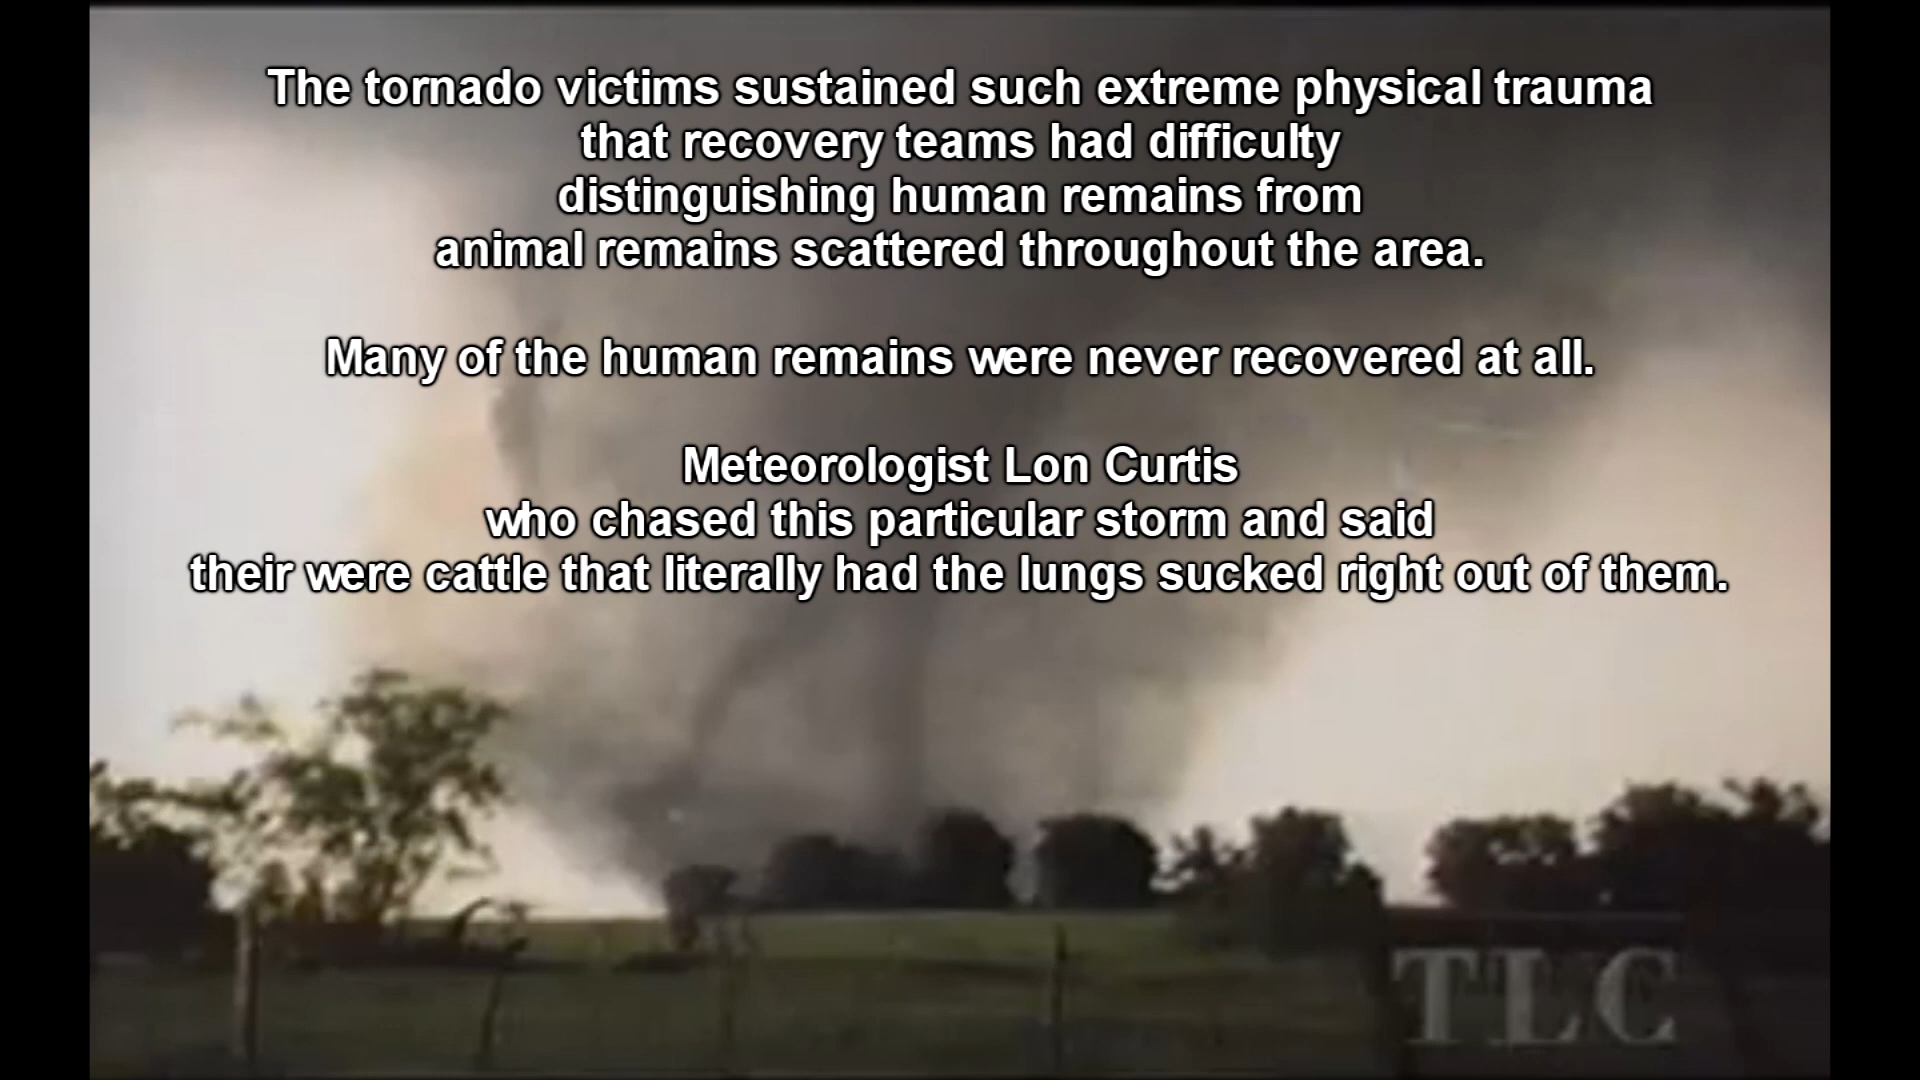 The tornado victims sustained such extreme physical trauma
that recovery teams had difficulty
distinguishing human remains from
animal remains scattered throughout the area.
Many of the human remains were never recovered at all.
Meteorologist Lon Curtis
who chased this particular storm and said
their were cattle that literally had the lungs sucked right out of them.
TLC